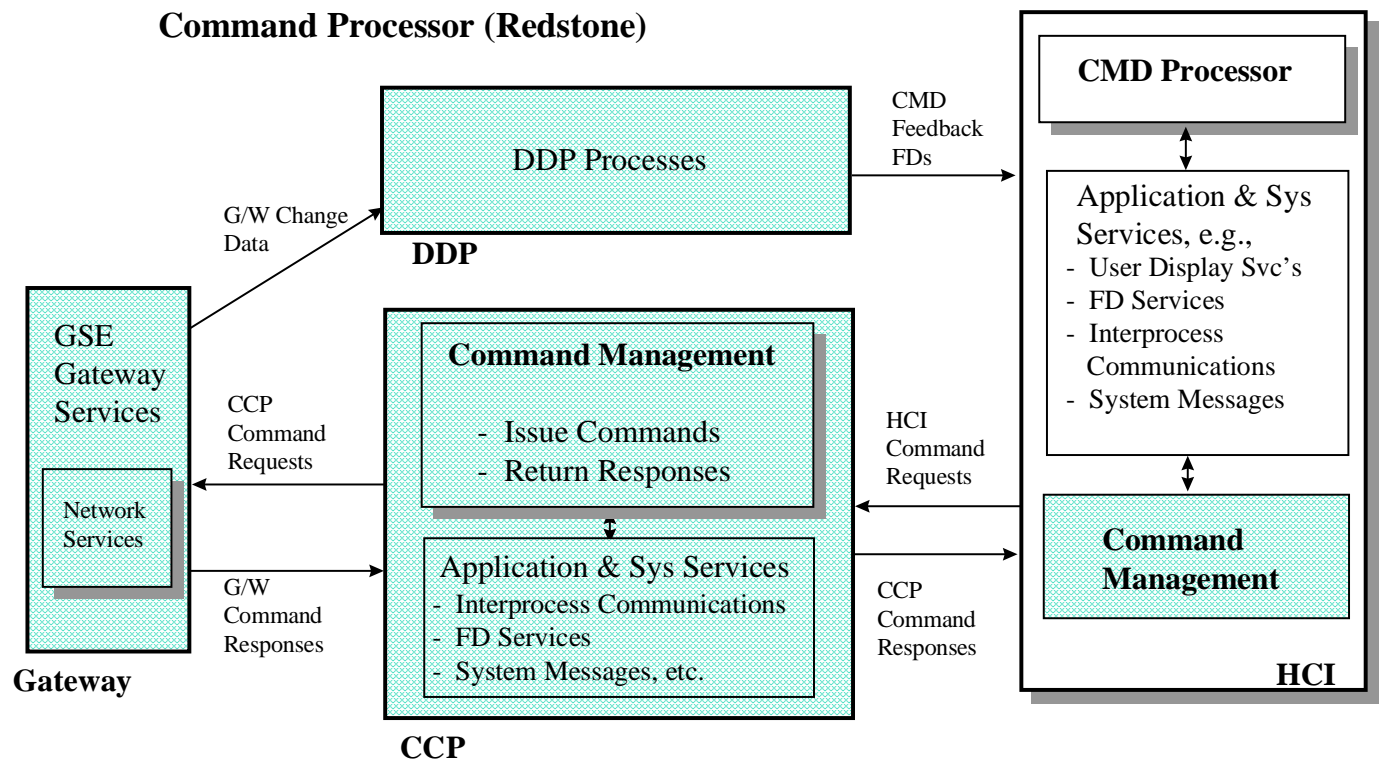 Command Processor (Redstone)
DDP Processes
DDP
G/W Change
Data
CMD
Feedback
FDs
GSE
Gateway
Services
Network
Services
Gateway
CCP
Command
Requests
G/W
Command
Responses
Command Management
- Issue Commands
- Return Responses
Application & Sys Services
- Interprocess Communications
- FD Services
- System Messages, etc.
CCP
HCI
Command
Requests
CCP
Command
Responses
CMD Processor
Application & Sys
Services, e.g.,
- User Display Svc's
- FD Services
- Interprocess
Communications
- System Messages
Command
Management
HCI